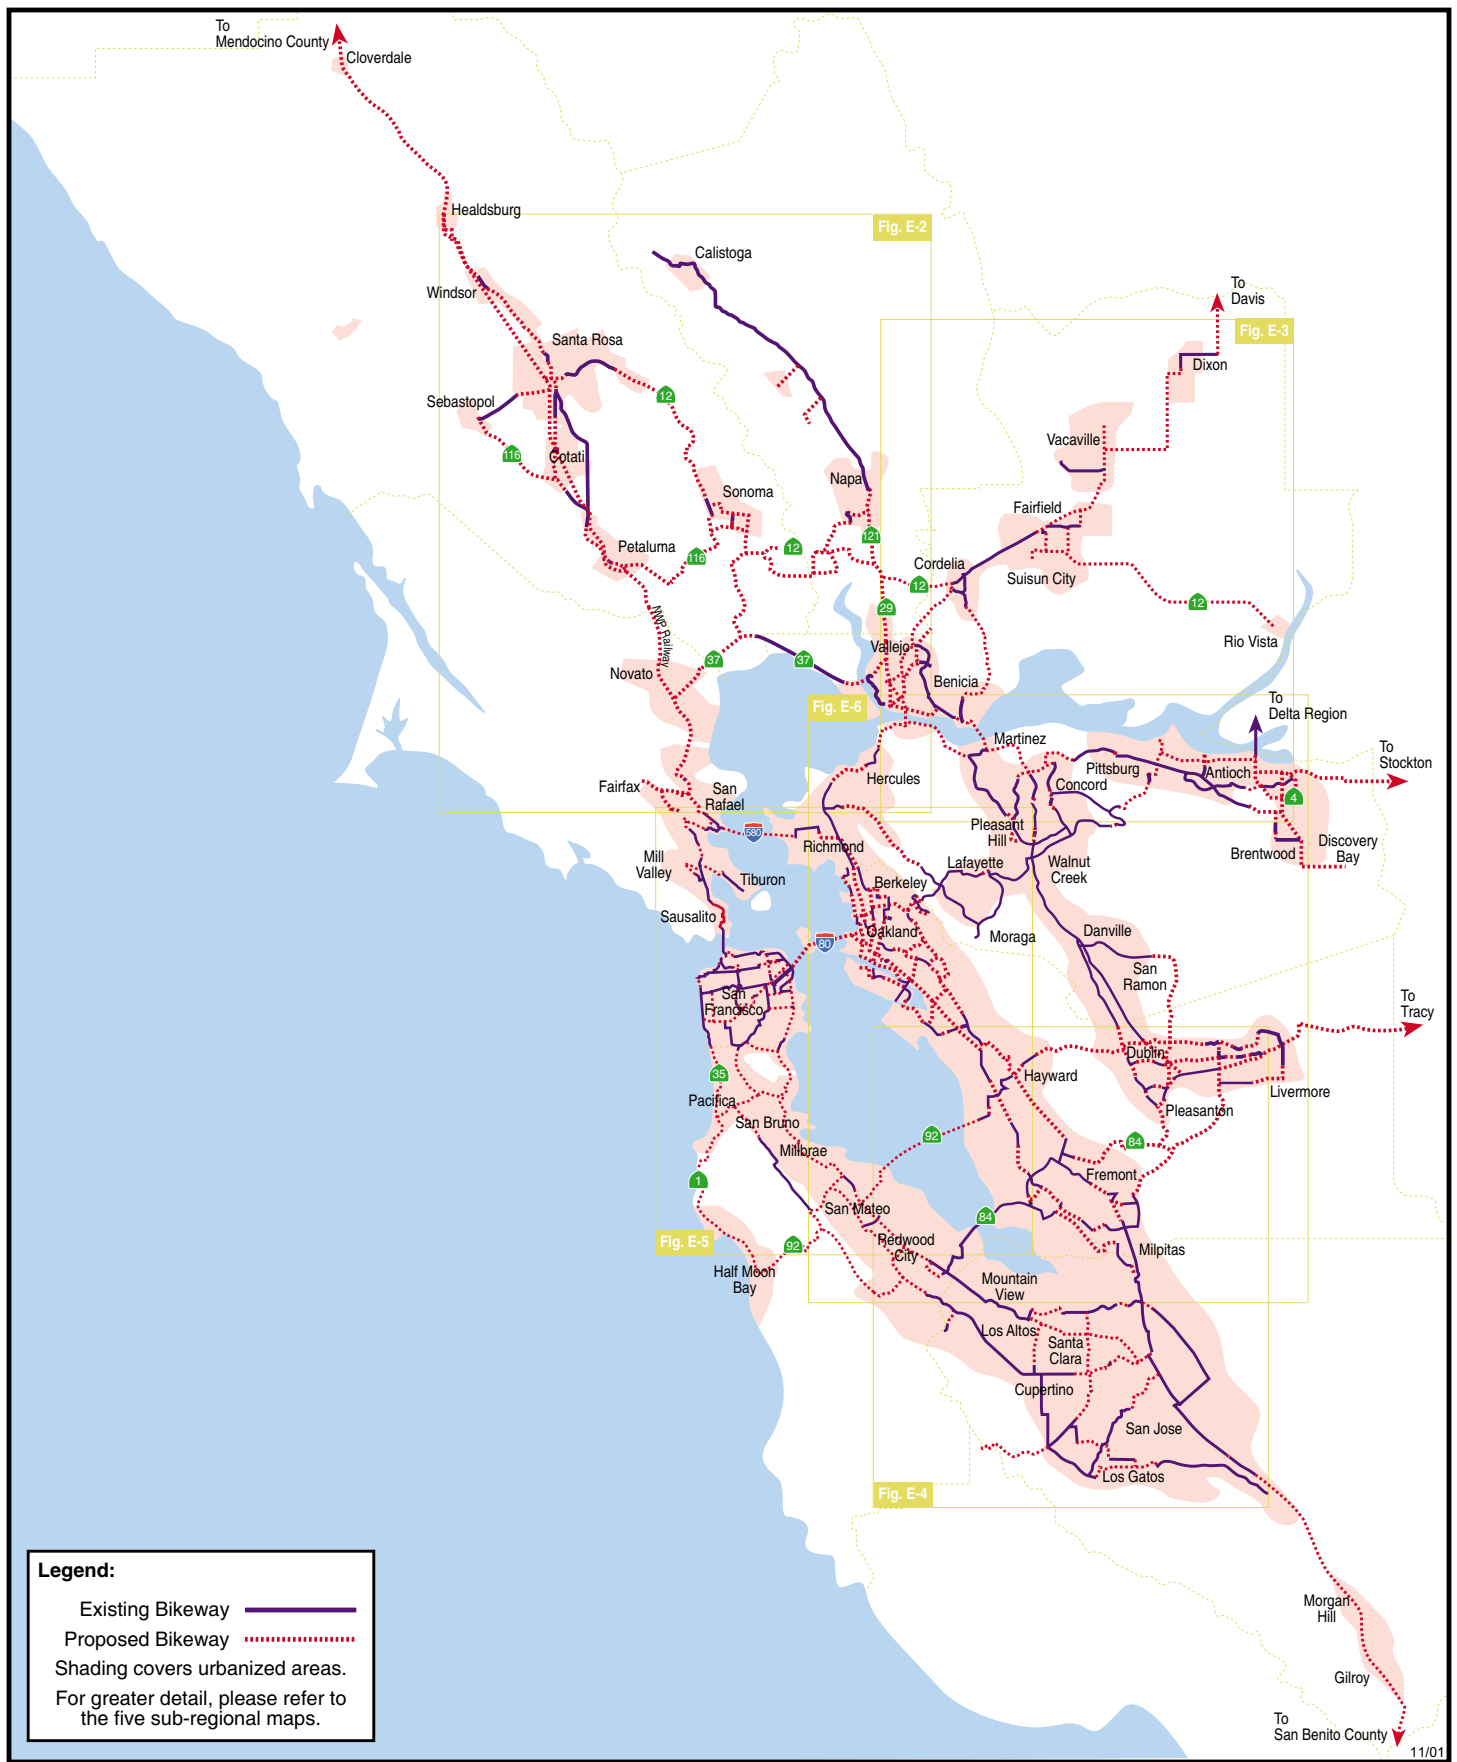 To
Mendocino County
Cloverdale
Healdsburg
Fig. E-2
Calistoga
Windsor
To
Davis
Fig. E-3
Santa Rosa
Dixon
12
Sebastopol
Vacaville
116
Cotati
Napa
Sonoma
Fairfield
121
Petaluma
116
12
Cordelia
Suisun City
12
12
29
NWP Railway
Rio Vista
Vallejo
37
37
Novato
Benicia
Fig. E-6
To
Delta Region
Martinez
To
Stockton
Pittsburg
Antioch
Hercules
Concord
Fairfax
San
Rafael
4
580
Pleasant
Hill
Richmond
Discovery
Bay
Brentwood
Mill
Valley
Lafayette
Walnut
Creek
Tiburon
Berkeley
Sausalito
Oakland
80
Moraga
Danville
San
Ramon
San
Francisco
To
Tracy
Dublin
35
Hayward
Livermore
Pacifica
Pleasanton
San Bruno
92
84
Millbrae
Fremont
1
San Mateo
84
Fig. E-5
92
Redwood
City
Milpitas
Half Moon
Bay
Mountain
View
Los Altos
Santa
Clara
Cupertino
San Jose
Los Gatos
Fig. E-4
Legend:
Existing Bikeway
Proposed Bikeway
Shading covers urbanized areas.
For greater detail, please refer to
the five sub-regional maps.
Morgan
Hill
Gilroy
To
San Benito County
11/01